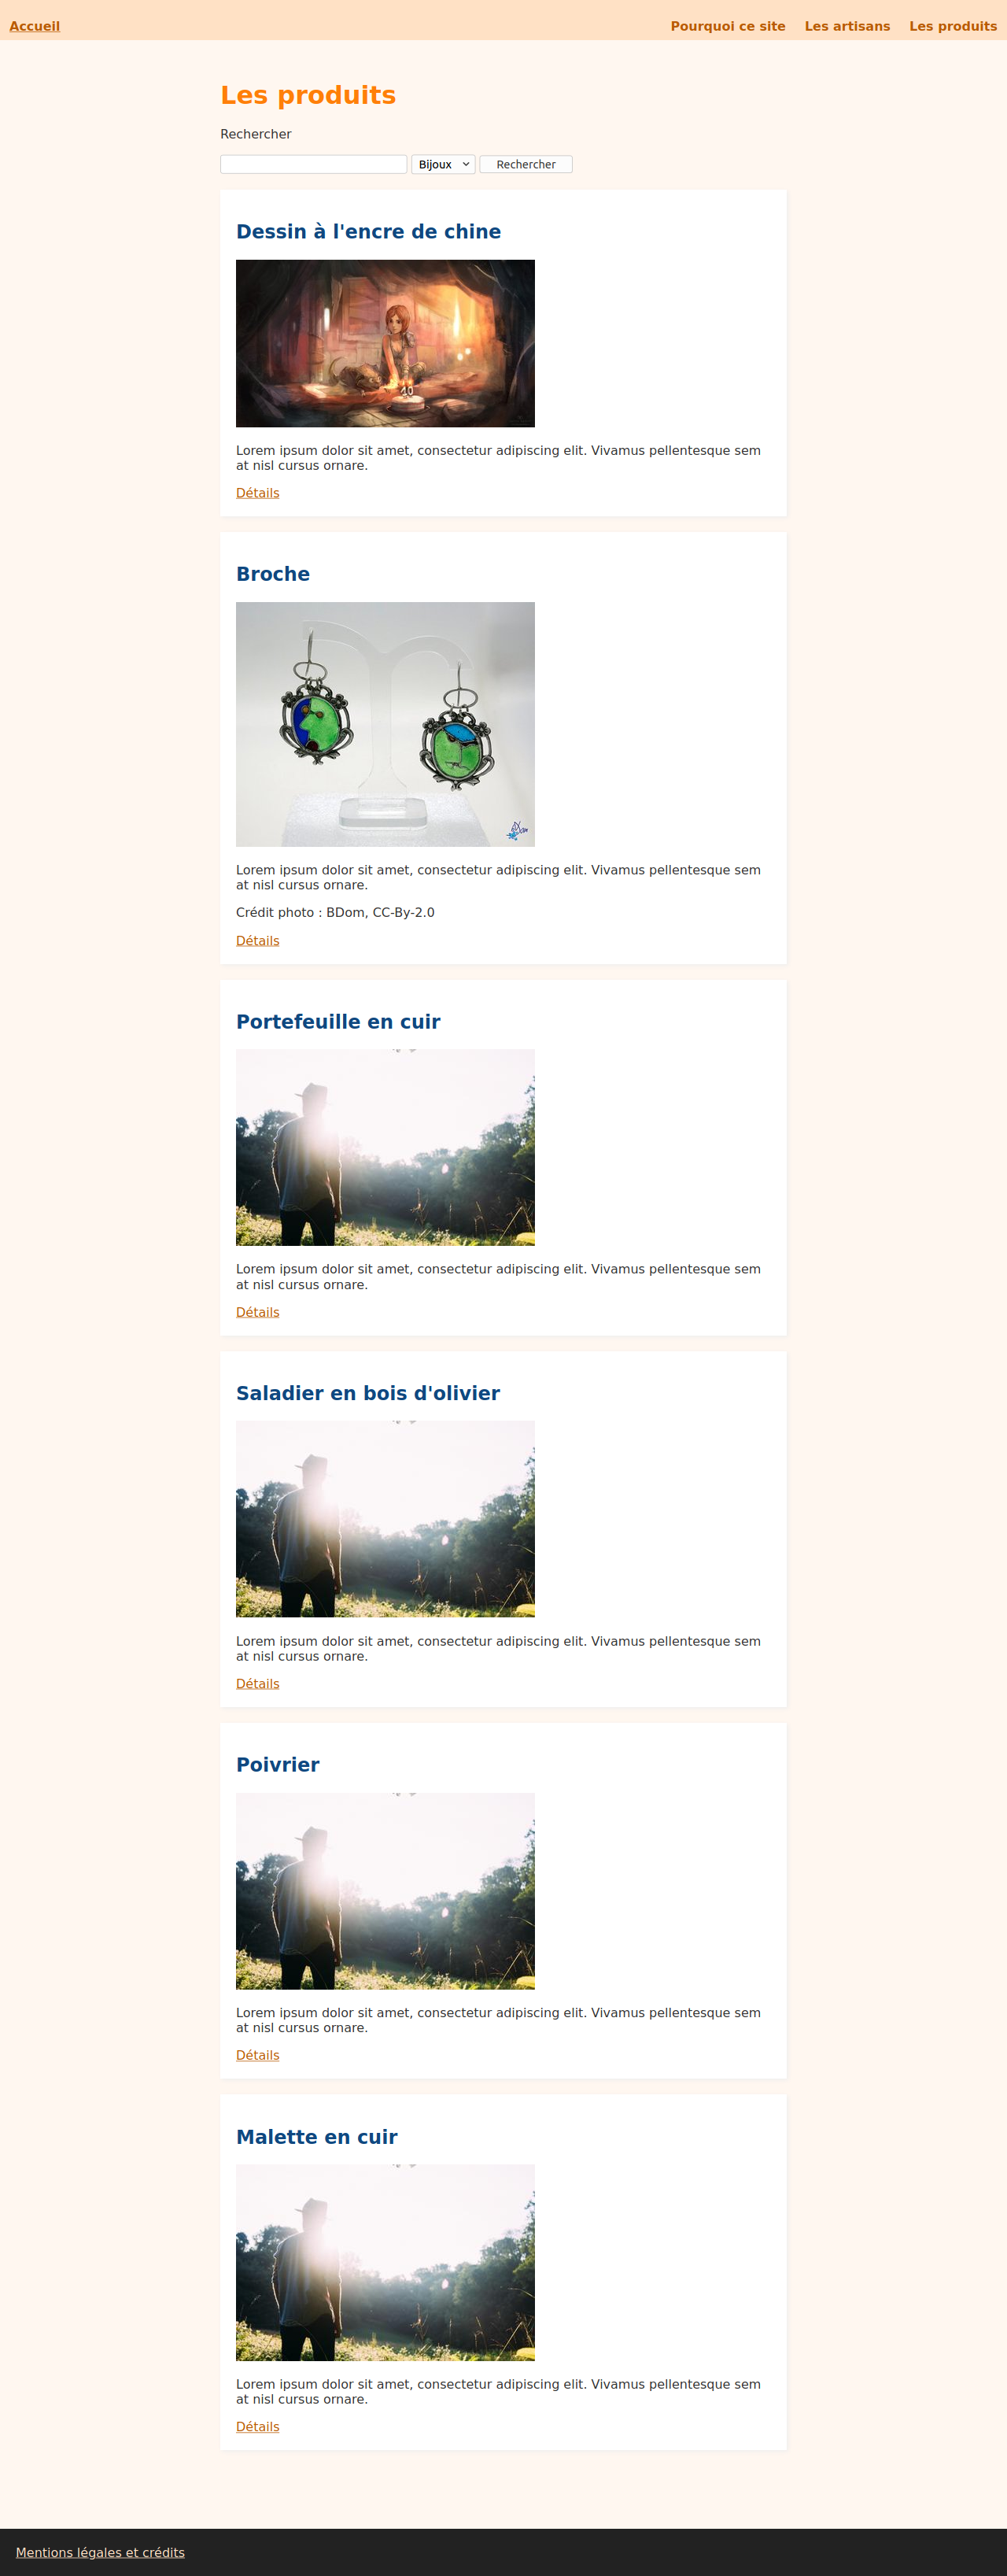 Accueil Pourquoi ce site Les artisans Les produits
Les produits
Rechercher
Bijoux Rechercher
Dessin à l'encre de chine
Lorem ipsum dolor sit amet, consectetur adipiscing elit. Vivamus pellentesque sem
at nisl cursus ornare.
Détails
Broche
Lorem ipsum dolor sit amet, consectetur adipiscing elit. Vivamus pellentesque sem
at nisl cursus ornare.
Crédit photo : BDom, CC-By-2.0
Détails
Portefeuille en cuir
Lorem ipsum dolor sit amet, consectetur adipiscing elit. Vivamus pellentesque sem
at nisl cursus ornare.
Détails
Saladier en bois d'olivier
Lorem ipsum dolor sit amet, consectetur adipiscing elit. Vivamus pellentesque sem
at nisl cursus ornare.
Détails
Poivrier
Lorem ipsum dolor sit amet, consectetur adipiscing elit. Vivamus pellentesque sem
at nisl cursus ornare.
Détails
Malette en cuir
Lorem ipsum dolor sit amet, consectetur adipiscing elit. Vivamus pellentesque sem
at nisl cursus ornare.
Détails
Mentions légales et crédits